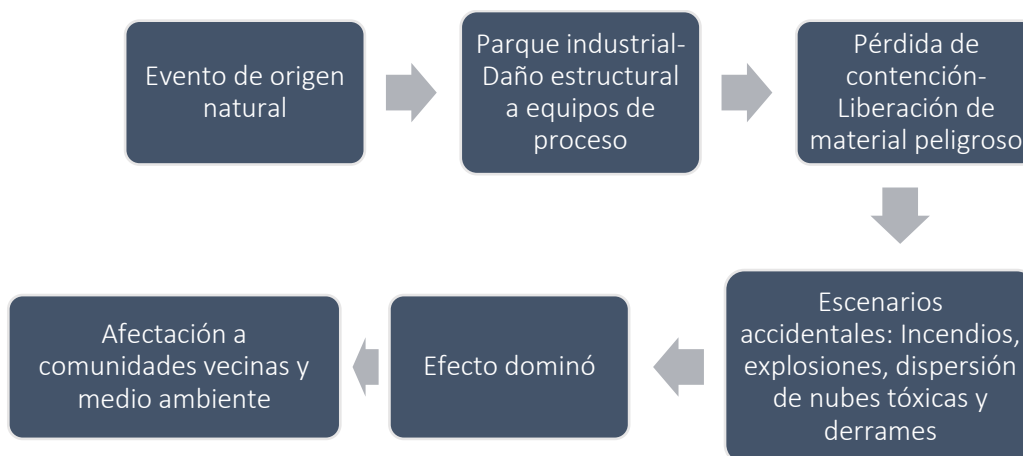 Evento de origen
natural
Parque industrial-
Daño estructural
a equipos de
proceso
Pérdida de
contención-
Liberación de
material peligroso
Escenarios
accidentales: Incendios,
explosiones, dispersión
de nubes tóxicas y
derrames
Efecto dominó
Afectación a
comunidades vecinas y
medio ambiente